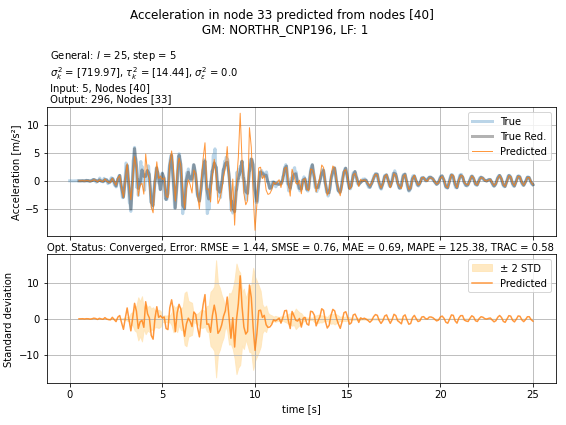 Acceleration in node 33 predicted from nodes [40]
GM: NORTHR_CNP196, LF: 1
General: l = 25, step = 5
σ²ₖ = [719.97], τ²ₖ = [14.44], σ²ε = 0.0
Input: 5, Nodes [40]
Output: 296, Nodes [33]
Acceleration [m/s²]
10
5
0
−5
True
True Red.
Predicted
Opt. Status: Converged, Error: RMSE = 1.44, SMSE = 0.76, MAE = 0.69, MAPE = 125.38, TRAC = 0.58
Standard deviation
10
0
−10
± 2 STD
Predicted
0 5 10 15 20 25
time [s]